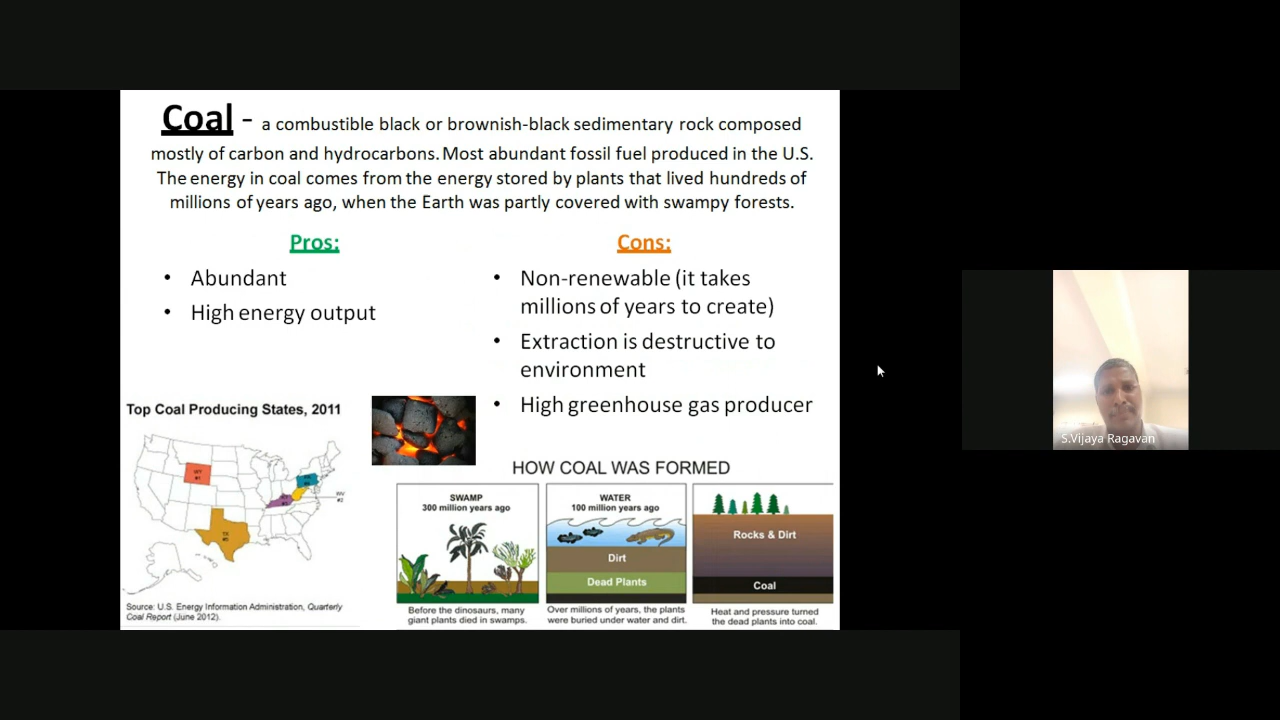 Coal - a combustible black or brownish-black sedimentary rock composed
mostly of carbon and hydrocarbons. Most abundant fossil fuel produced in the U.S.
The energy in coal comes from the energy stored by plants that lived hundreds of
millions of years ago, when the Earth was partly covered with swampy forests.
Pros:
• Abundant
• High energy output
Cons:
• Non-renewable (it takes
millions of years to create)
• Extraction is destructive to
environment
• High greenhouse gas producer
Top Coal Producing States, 2011
WY
#1
TX
#5
WV
#2
Source: U.S. Energy Information Administration, Quarterly
Coal Report (June 2012).
HOW COAL WAS FORMED
SWAMP
300 million years ago
Before the dinosaurs, many
giant plants died in swamps.
WATER
100 million years ago
Dirt
Dead Plants
Over millions of years, the plants
were buried under water and dirt.
Rocks & Dirt
Coal
Heat and pressure turned
the dead plants into coal.
S.Vijaya Ragavan